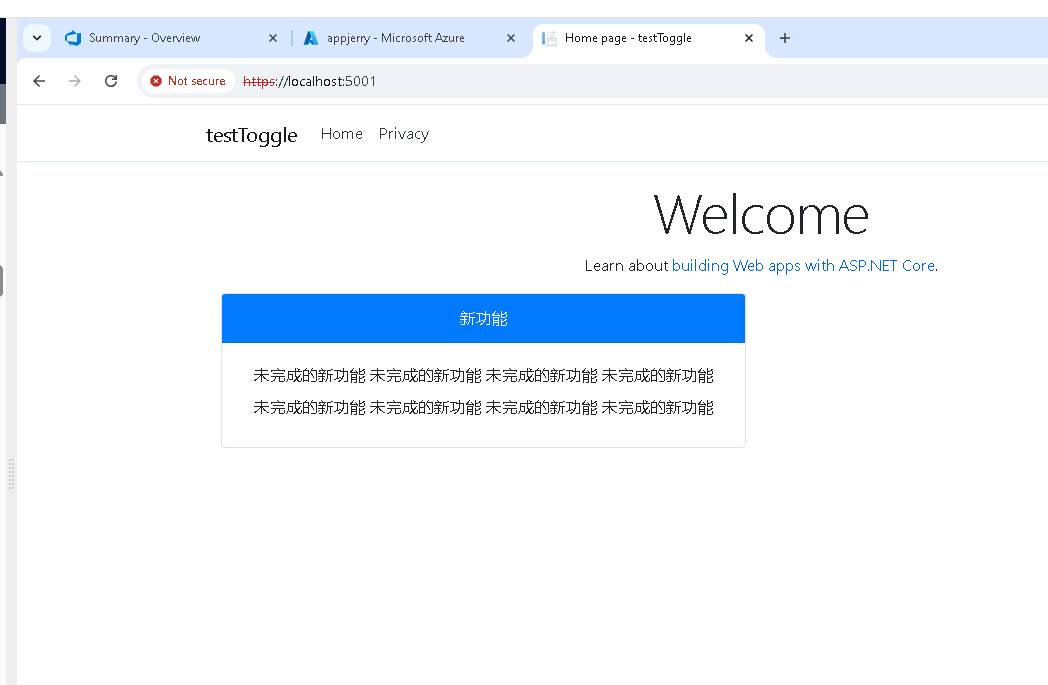 Summary - Overview
appjerry - Microsoft Azure
Home page - testToggle
Not secure https://localhost:5001
testToggle Home Privacy
Welcome
Learn about building Web apps with ASP.NET Core.
新功能
未完成的新功能 未完成的新功能 未完成的新功能 未完成的新功能
未完成的新功能 未完成的新功能 未完成的新功能 未完成的新功能